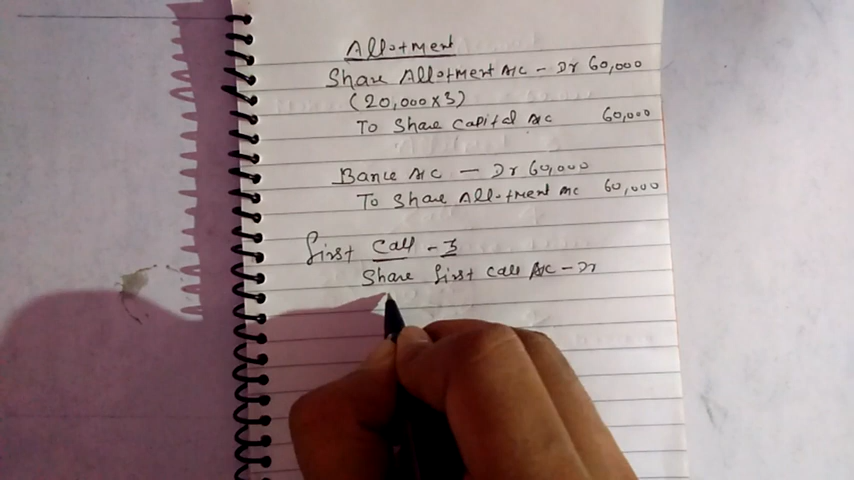 Allotment
Share Allotment A/C - Dr 60,000
(20,000×3)
To Share Capital A/C 60,000
Bance A/C - Dr 60,000
To Share Allotment A/C 60,000
First Call - 3
Share First Call A/C - Dr